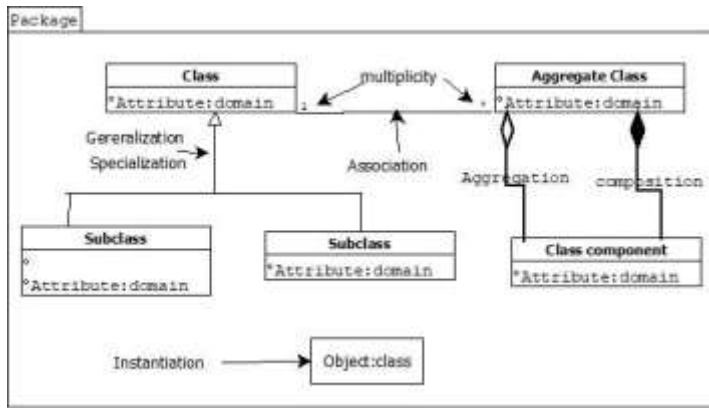 Package
Class
°Attribute:domain
1
multiplicity
*
Aggregate Class
°Attribute:domain
Gereralization
Specialization
Association
Aggregation
composition
Subclass
°
°Attribute:domain
Subclass
°Attribute:domain
Class component
°Attribute:domain
Instantiation
Object:class